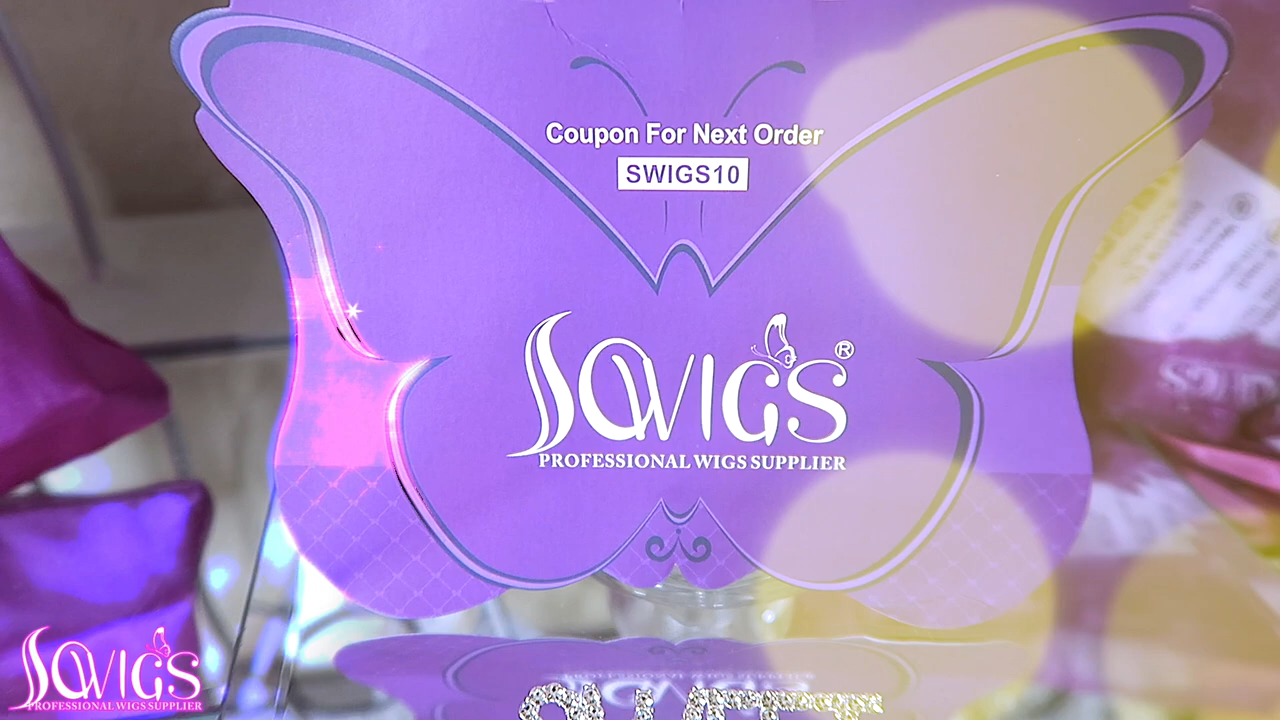 Coupon For Next Order
SWIGS10
SWIGS®
PROFESSIONAL WIGS SUPPLIER
SWIGS
PROFESSIONAL WIGS SUPPLIER